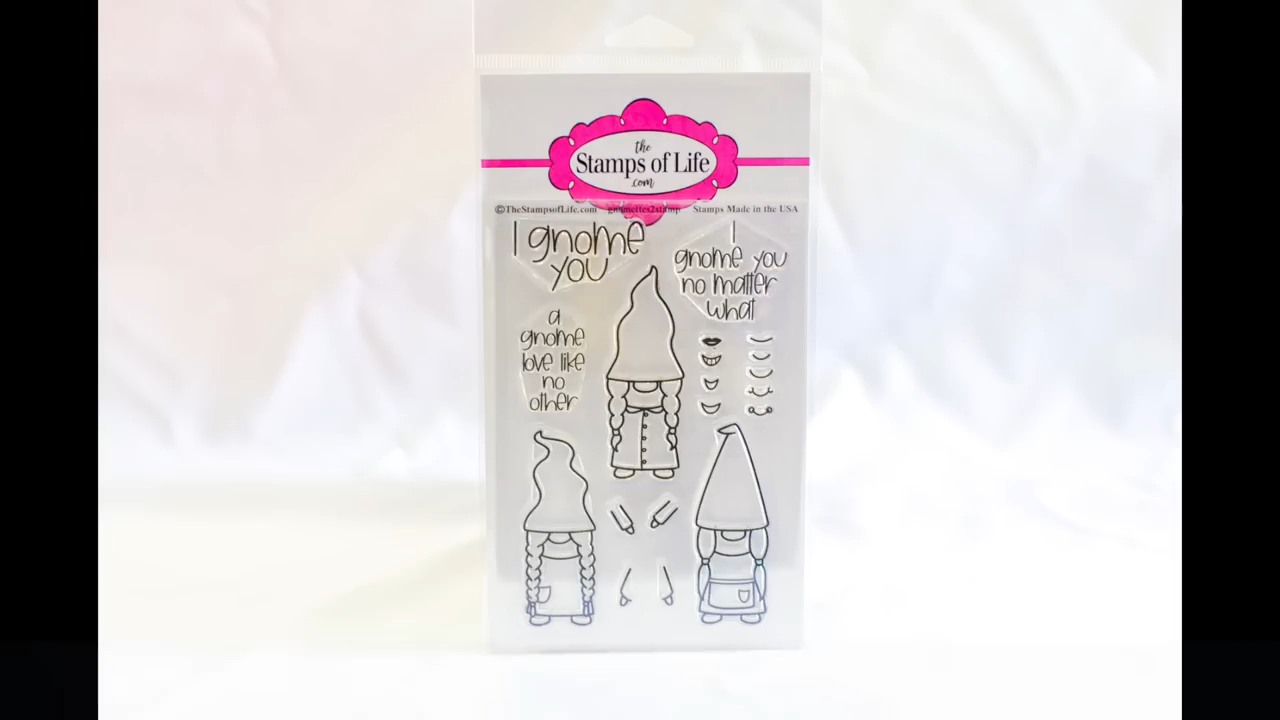 the
Stamps of Life
.com
©TheStampsofLife.com gnomettes2stamp Stamps Made in the USA
I gnome
you
I
gnome you
no matter
what
a
gnome
love like
no
other